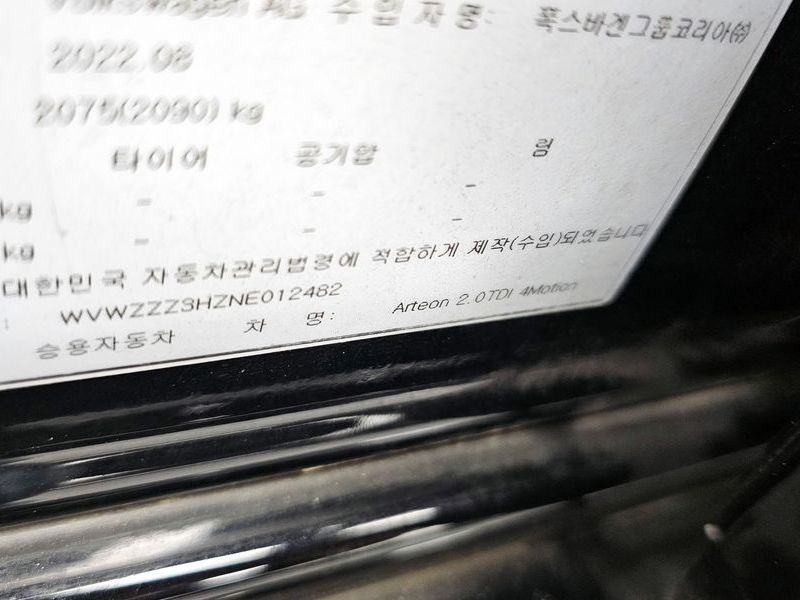 Volkswagen AG 수입자명: 폭스바겐그룹코리아㈜
2022.08
2075(2090) kg
타이어 공기압 림
kg - - -
kg - - -
대한민국 자동차관리법령에 적합하게 제작(수입)되었습니다
: WVWZZZ3HZNE012482
승용자동차 차 명: Arteon 2.0TDI 4Motion